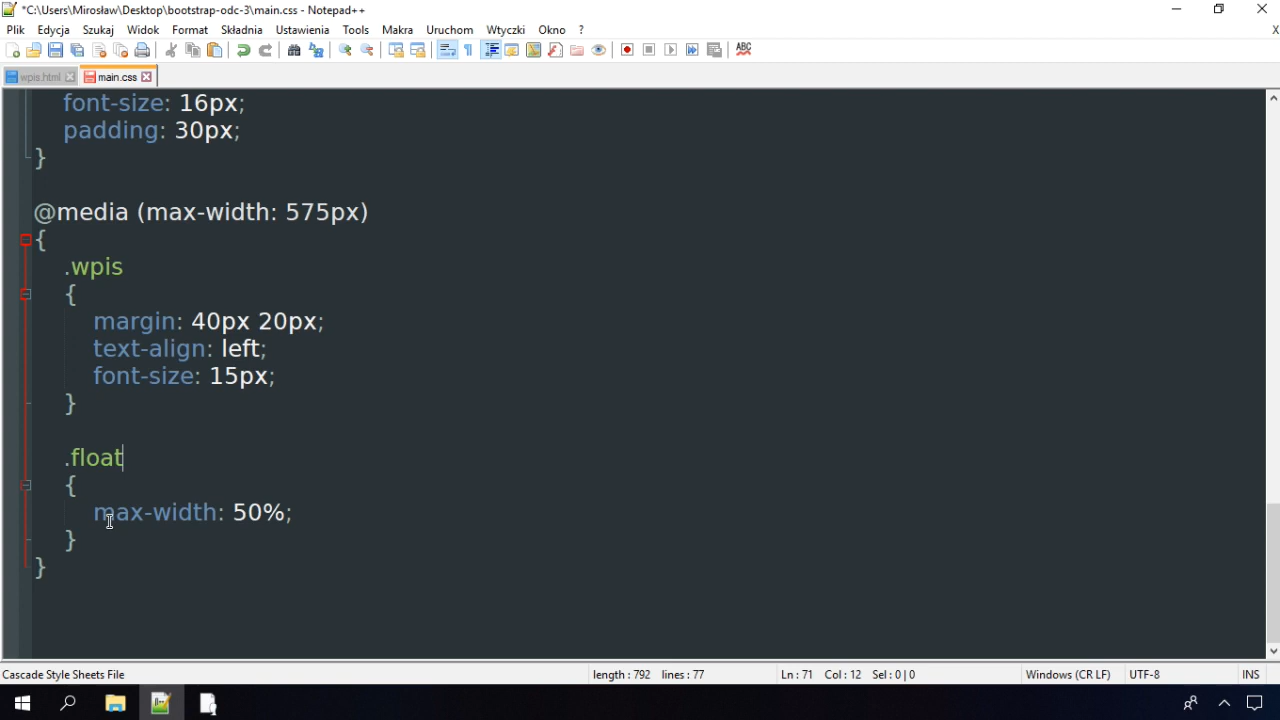 *C:\Users\Mirosław\Desktop\bootstrap-odc-3\main.css - Notepad++
Plik Edycja Szukaj Widok Format Składnia Ustawienia Tools Makra Uruchom Wtyczki Okno ? X
wpis.html main.css
font-size: 16px;
padding: 30px;
}
@media (max-width: 575px)
{
.wpis
{
margin: 40px 20px;
text-align: left;
font-size: 15px;
}
.float
{
max-width: 50%;
}
}
Cascade Style Sheets File length : 792 lines : 77 Ln : 71 Col : 12 Sel : 0 | 0 Windows (CR LF) UTF-8 INS